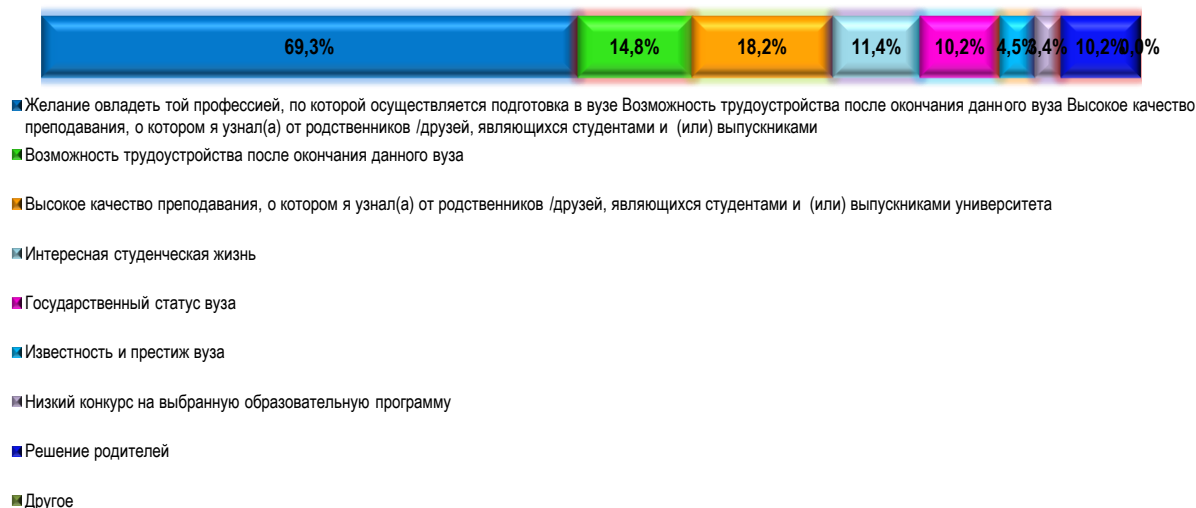 69,3% 14,8% 18,2% 11,4% 10,2% 4,5% 3,4% 10,2% 0,0%
Желание овладеть той профессией, по которой осуществляется подготовка в вузе Возможность трудоустройства после окончания данного вуза Высокое качество
преподавания, о котором я узнал(а) от родственников /друзей, являющихся студентами и (или) выпускниками
Возможность трудоустройства после окончания данного вуза
Высокое качество преподавания, о котором я узнал(а) от родственников /друзей, являющихся студентами и (или) выпускниками университета
Интересная студенческая жизнь
Государственный статус вуза
Известность и престиж вуза
Низкий конкурс на выбранную образовательную программу
Решение родителей
Другое